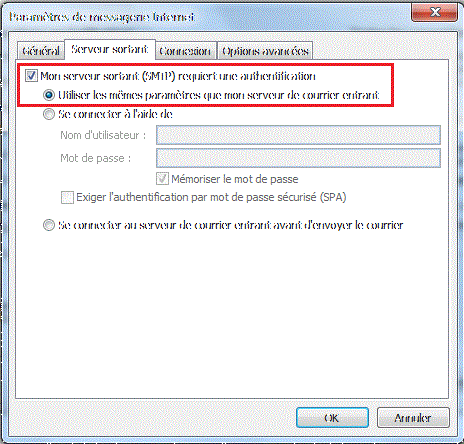 Paramètres de messagerie Internet
Général Serveur sortant Connexion Options avancées
Mon serveur sortant (SMTP) requiert une authentification
Utiliser les mêmes paramètres que mon serveur de courrier entrant
Se connecter à l'aide de
Nom d'utilisateur :
Mot de passe :
Mémoriser le mot de passe
Exiger l'authentification par mot de passe sécurisé (SPA)
Se connecter au serveur de courrier entrant avant d'envoyer le courrier
OK Annuler